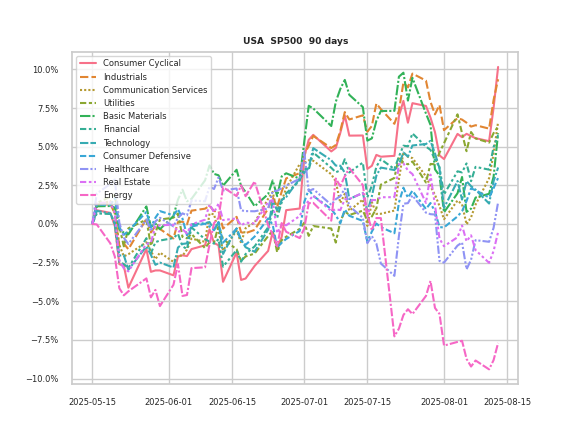 USA SP500 90 days
10.0%
7.5%
5.0%
2.5%
0.0%
−2.5%
−5.0%
−7.5%
−10.0%
Consumer Cyclical
Industrials
Communication Services
Utilities
Basic Materials
Financial
Technology
Consumer Defensive
Healthcare
Real Estate
Energy
2025-05-15
2025-06-01
2025-06-15
2025-07-01
2025-07-15
2025-08-01
2025-08-15